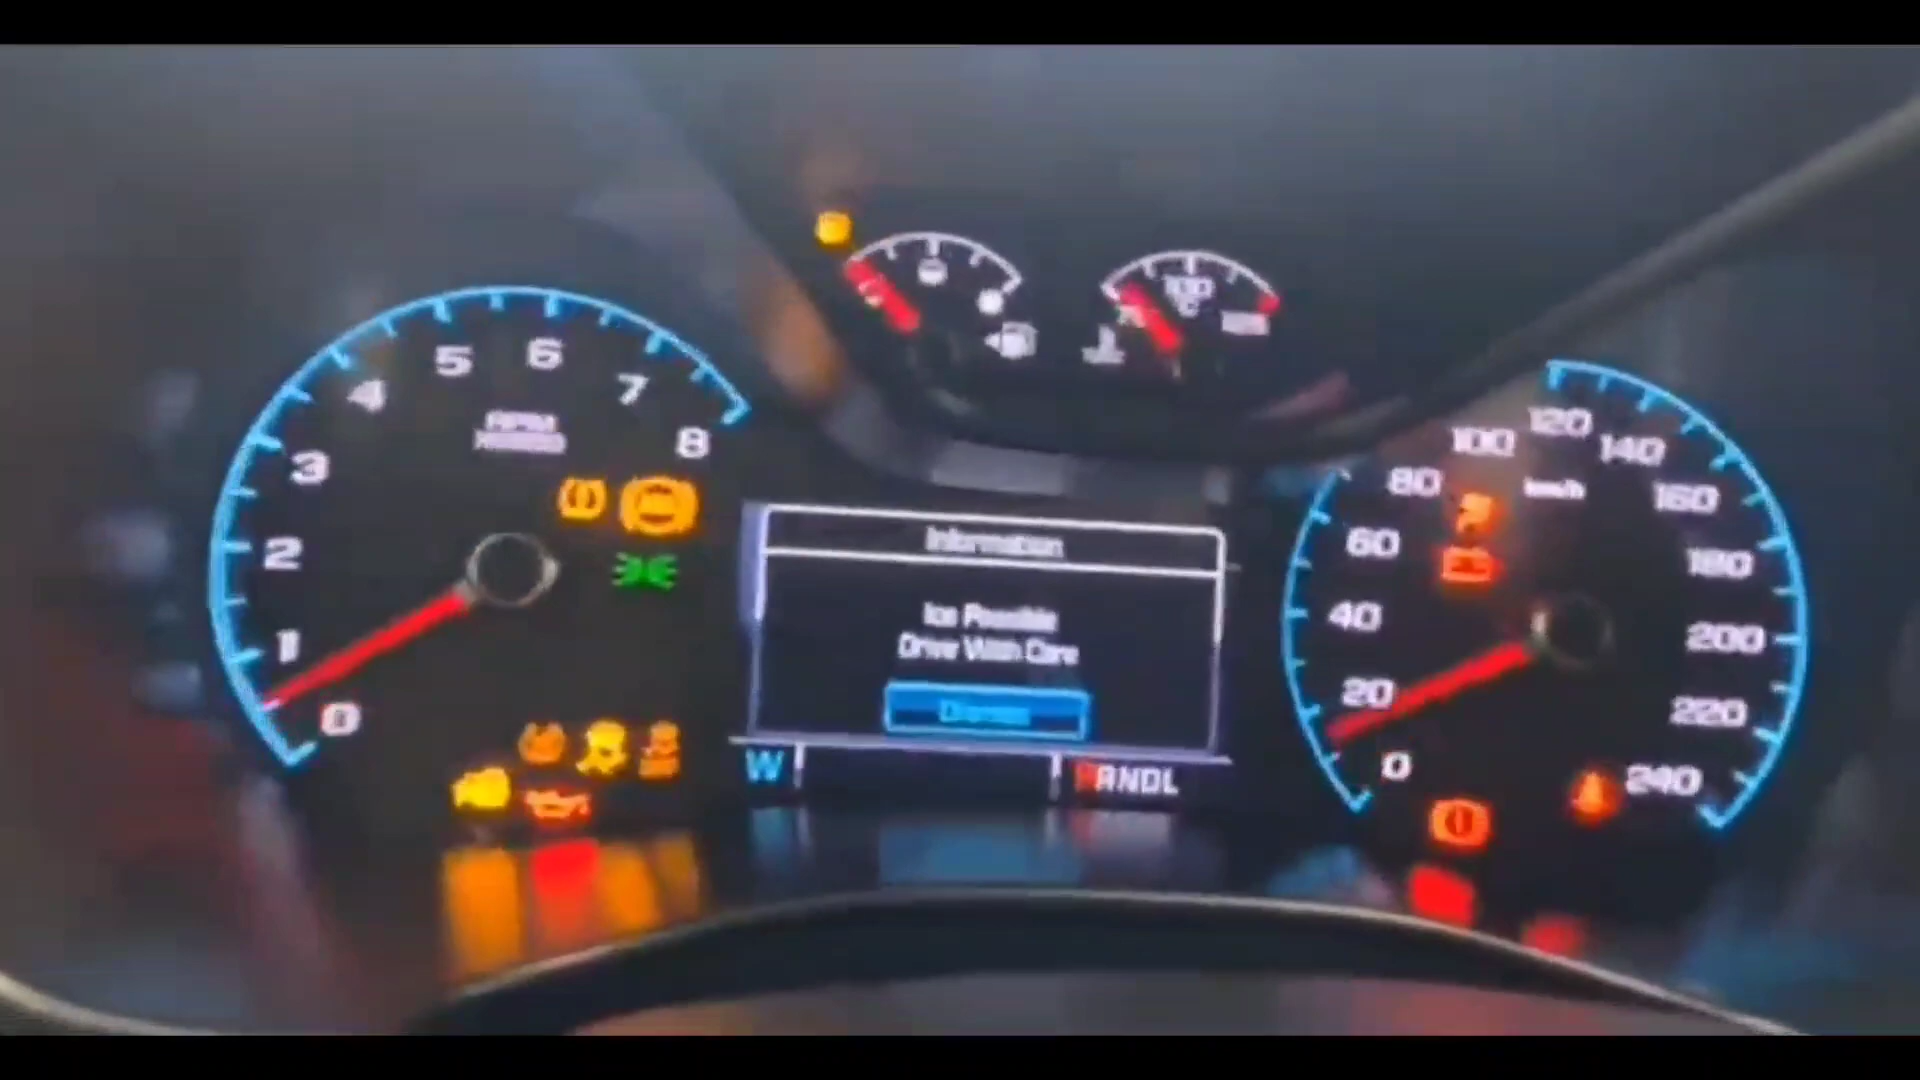 5 6
4 7
3 8
2
1
0
RPM
100
°C
Information
Ice Possible
Drive With Care
Dismiss
W
PRNDL
120
100 140
80 km/h 160
60 180
40 200
20 220
0 240